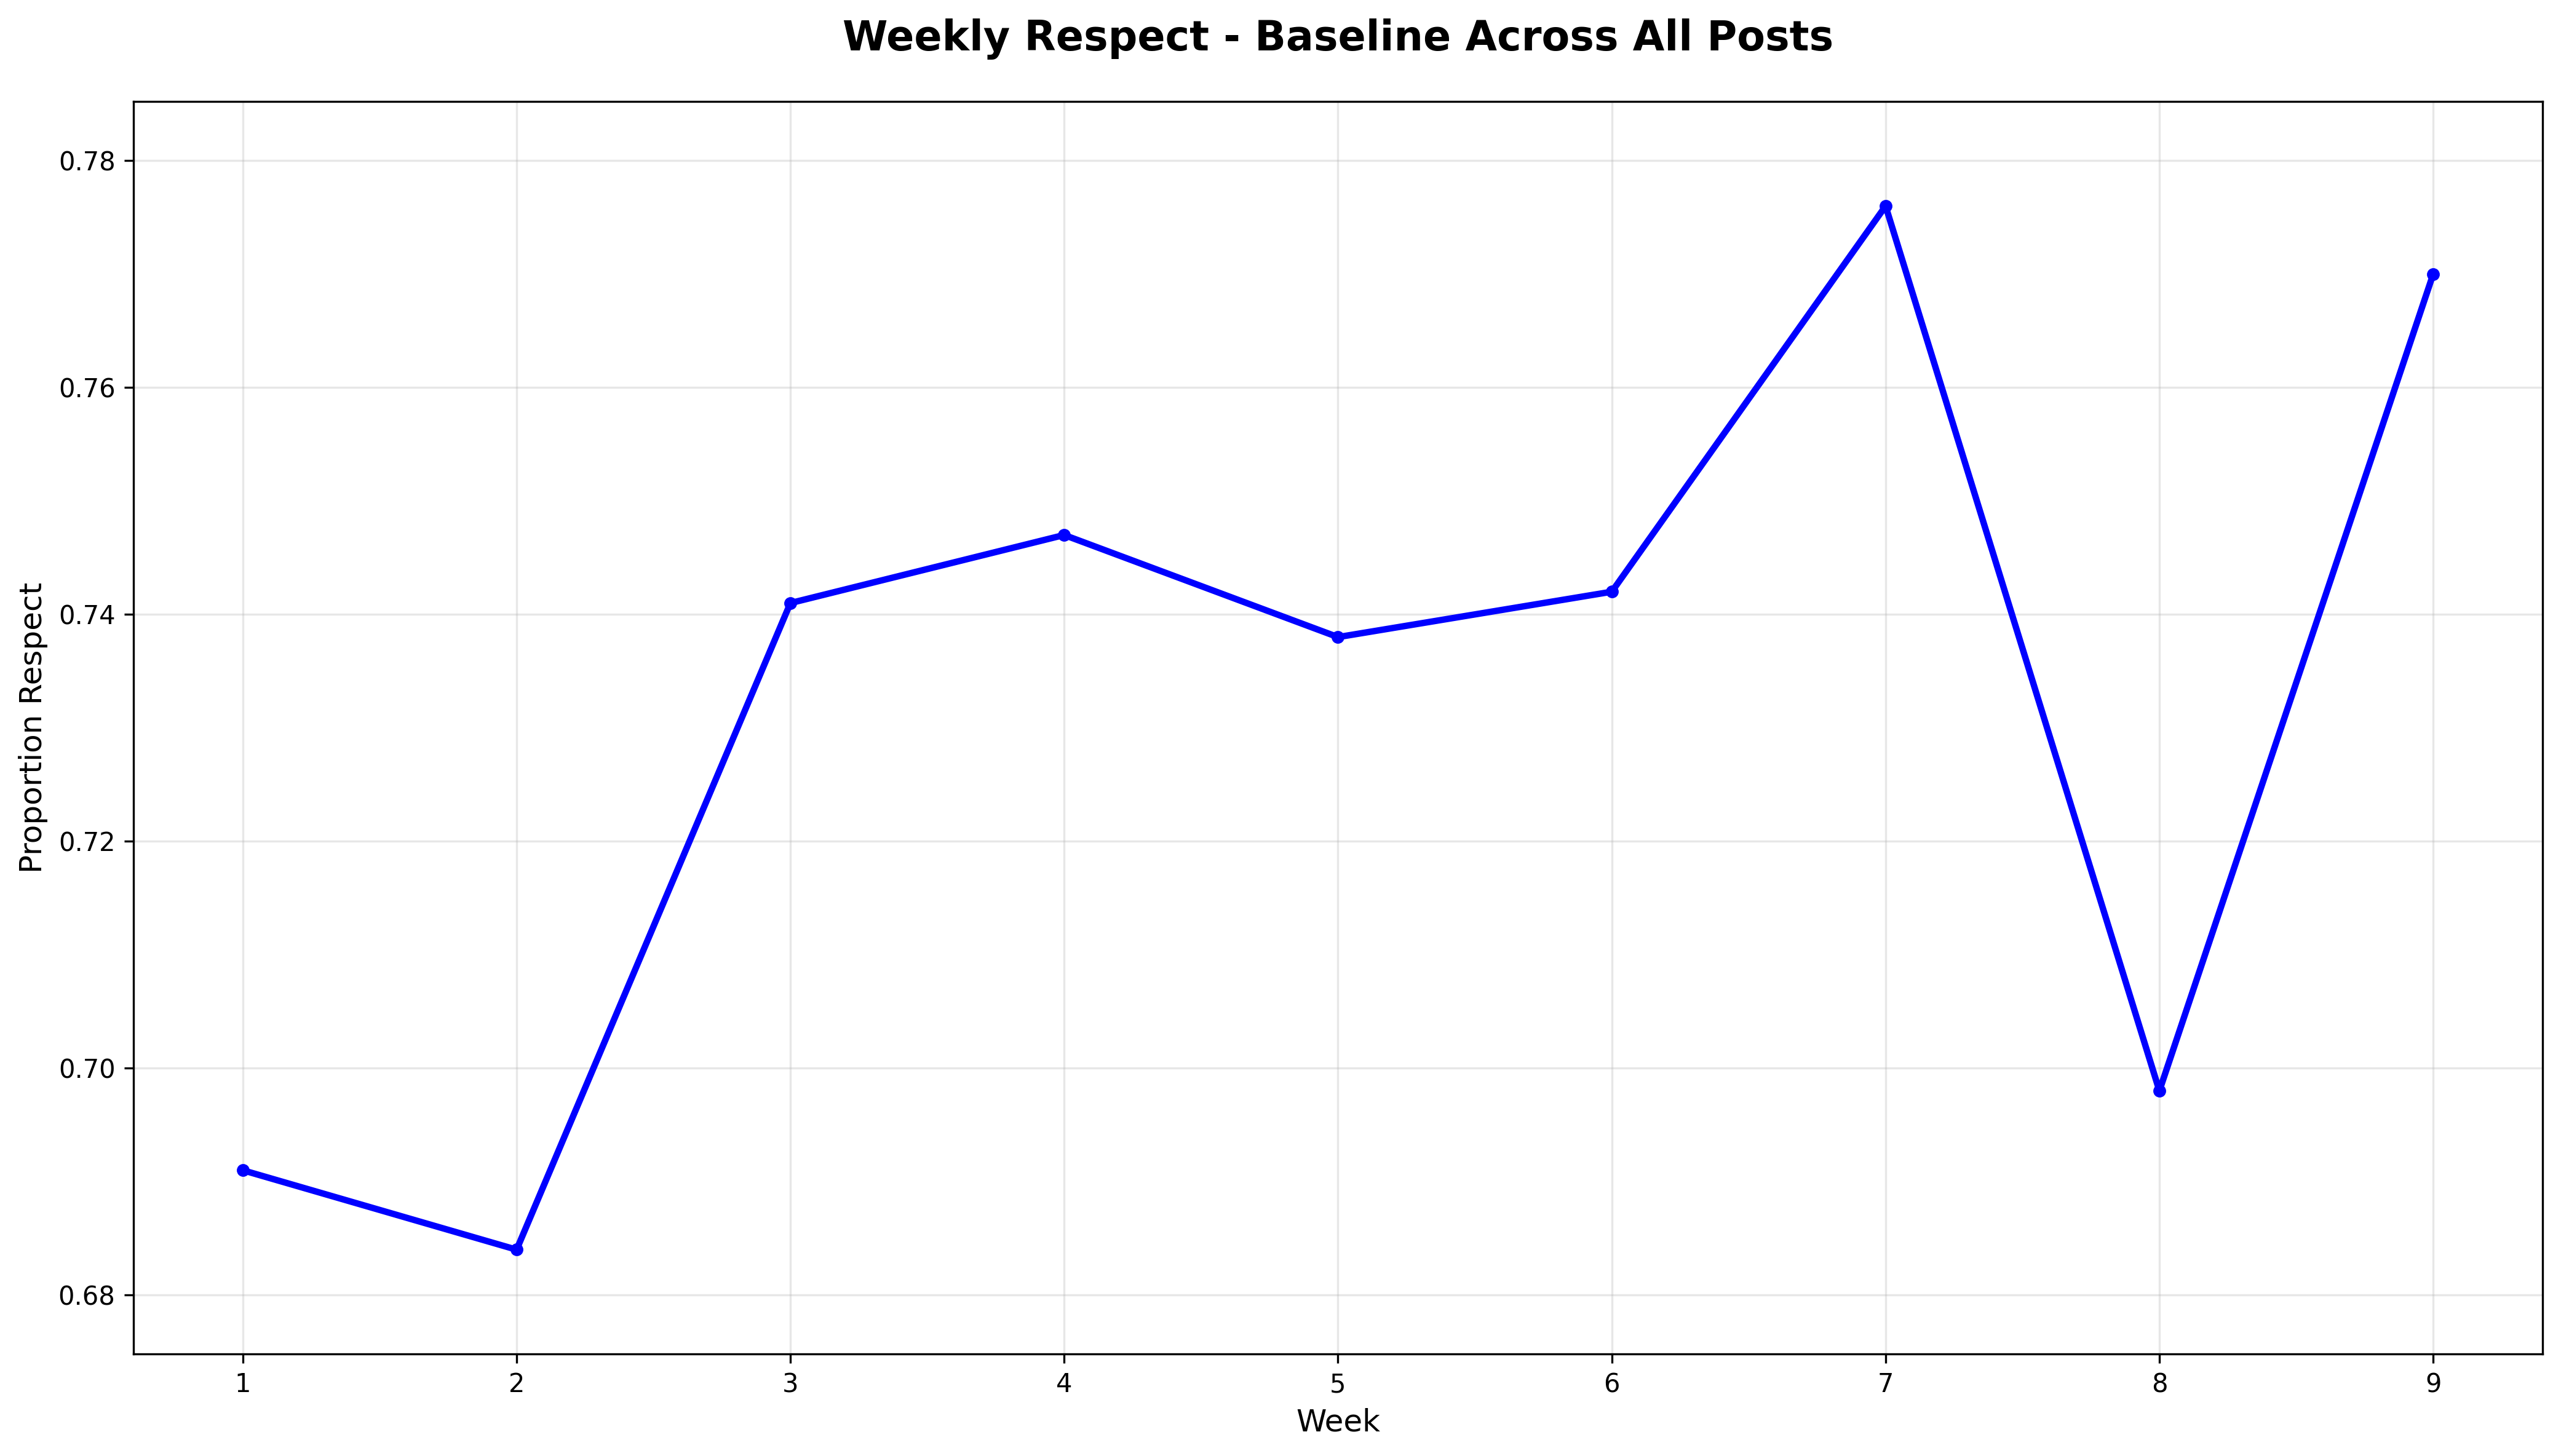 Weekly Respect - Baseline Across All Posts
Proportion Respect
0.78
0.76
0.74
0.72
0.70
0.68
1 2 3 4 5 6 7 8 9
Week